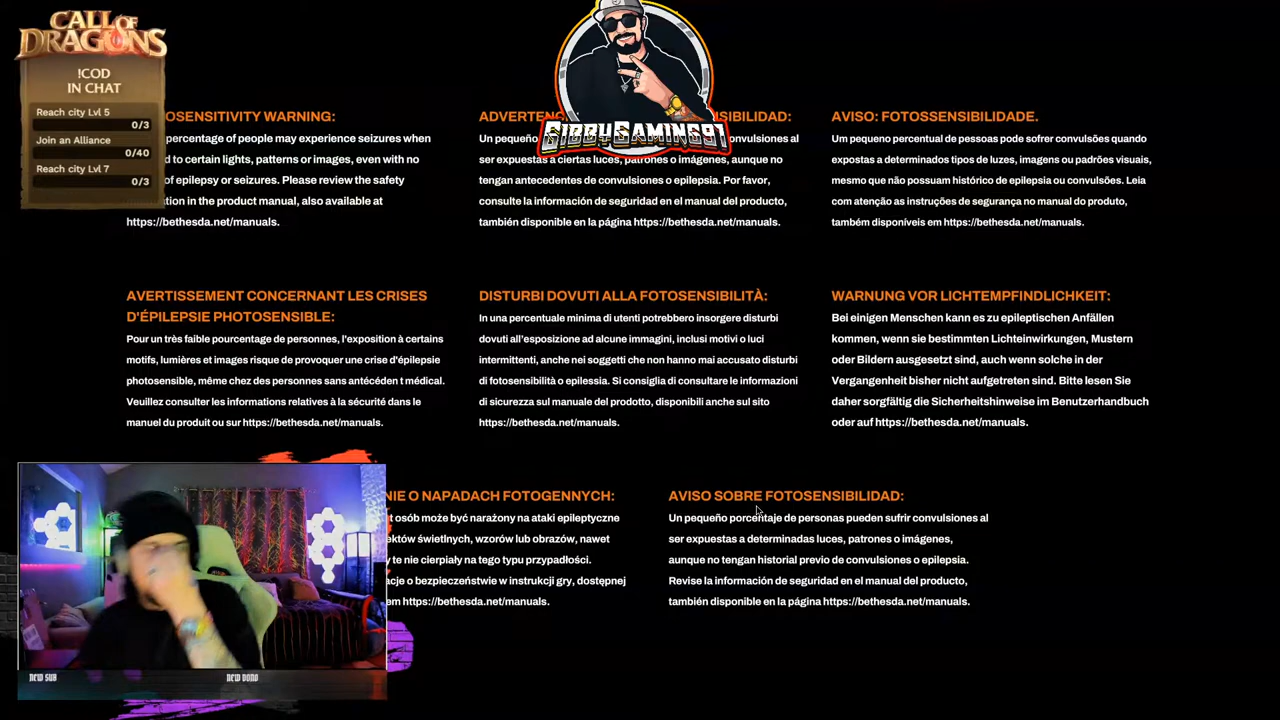 CALL OF
DRAGONS
!COD
IN CHAT
Reach city Lvl 5
0/3
Join an Alliance
0/40
Reach city Lvl 7
0/3
GIBBYGAMING91
OSENSITIVITY WARNING:
percentage of people may experience seizures when
d to certain lights, patterns or images, even with no
of epilepsy or seizures. Please review the safety
ation in the product manual, also available at
https://bethesda.net/manuals.
ADVERTENC SIBILIDAD:
Un pequeño onvulsiones al
ser expuestas a ciertas luces, patrones o imágenes, aunque no
tengan antecedentes de convulsiones o epilepsia. Por favor,
consulte la información de seguridad en el manual del producto,
también disponible en la página https://bethesda.net/manuals.
AVISO: FOTOSSENSIBILIDADE.
Um pequeno percentual de pessoas pode sofrer convulsões quando
expostas a determinados tipos de luzes, imagens ou padrões visuais,
mesmo que não possuam histórico de epilepsia ou convulsões. Leia
com atenção as instruções de segurança no manual do produto,
também disponíveis em https://bethesda.net/manuals.
AVERTISSEMENT CONCERNANT LES CRISES
D'ÉPILEPSIE PHOTOSENSIBLE:
Pour un très faible pourcentage de personnes, l'exposition à certains
motifs, lumières et images risque de provoquer une crise d'épilepsie
photosensible, même chez des personnes sans antécéden t médical.
Veuillez consulter les informations relatives à la sécurité dans le
manuel du produit ou sur https://bethesda.net/manuals.
DISTURBI DOVUTI ALLA FOTOSENSIBILITÀ:
In una percentuale minima di utenti potrebbero insorgere disturbi
dovuti all'esposizione ad alcune immagini, inclusi motivi o luci
intermittenti, anche nei soggetti che non hanno mai accusato disturbi
di fotosensibilità o epilessia. Si consiglia di consultare le informazioni
di sicurezza sul manuale del prodotto, disponibili anche sul sito
https://bethesda.net/manuals.
WARNUNG VOR LICHTEMPFINDLICHKEIT:
Bei einigen Menschen kann es zu epileptischen Anfällen
kommen, wenn sie bestimmten Lichteinwirkungen, Mustern
oder Bildern ausgesetzt sind, auch wenn solche in der
Vergangenheit bisher nicht aufgetreten sind. Bitte lesen Sie
daher sorgfältig die Sicherheitshinweise im Benutzerhandbuch
oder auf https://bethesda.net/manuals.
NIE O NAPADACH FOTOGENNYCH:
t osób może być narażony na ataki epileptyczne
ektów świetlnych, wzorów lub obrazów, nawet
y te nie cierpiały na tego typu przypadłości.
acje o bezpieczeństwie w instrukcji gry, dostępnej
em https://bethesda.net/manuals.
AVISO SOBRE FOTOSENSIBILIDAD:
Un pequeño porcentaje de personas pueden sufrir convulsiones al
ser expuestas a determinadas luces, patrones o imágenes,
aunque no tengan historial previo de convulsiones o epilepsia.
Revise la información de seguridad en el manual del producto,
también disponible en la página https://bethesda.net/manuals.
NEW SUB
NEW DONO